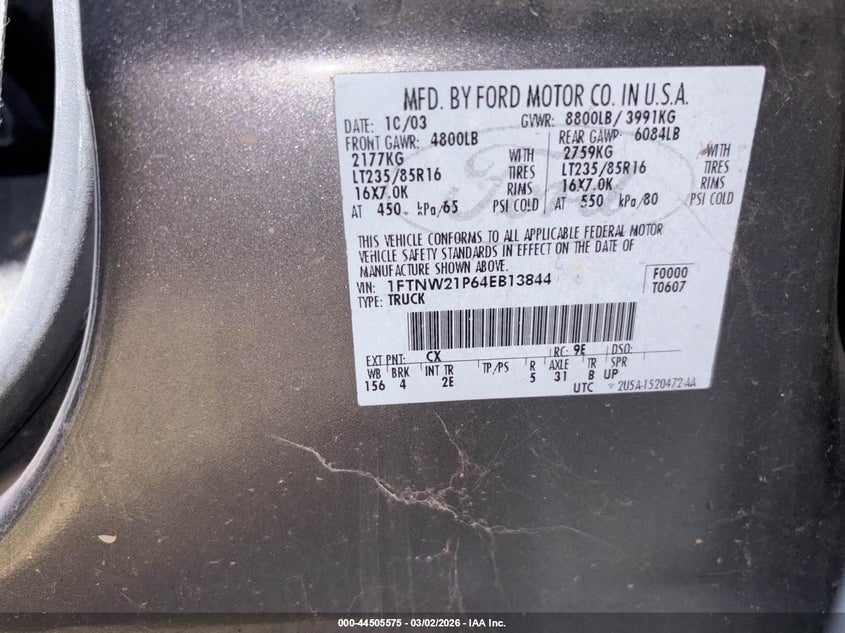 MFD. BY FORD MOTOR CO. IN U.S.A.
DATE: 10/03 GVWR: 8800LB / 3991KG
FRONT GAWR: 4800LB REAR GAWR: 6084LB
2177KG WITH 2759KG WITH
LT235/85R16 TIRES LT235/85R16 TIRES
16X7.0K RIMS 16X7.0K RIMS
AT 450 kPa/65 PSI COLD AT 550 kPa/80 PSI COLD
Ford
THIS VEHICLE CONFORMS TO ALL APPLICABLE FEDERAL MOTOR
VEHICLE SAFETY STANDARDS IN EFFECT ON THE DATE OF
MANUFACTURE SHOWN ABOVE.
VIN: 1FTNW21P64EB13844 F0000
TYPE: TRUCK T0607
EXT PNT: CX RC: 9E DSO:
WB BRK INT TR TP/PS R AXLE TR SPR
156 4 2E 5 31 B UP
UTC ▽ 2U5A-1520472-AA
000-44505575 — 03/02/2026 — IAA Inc.